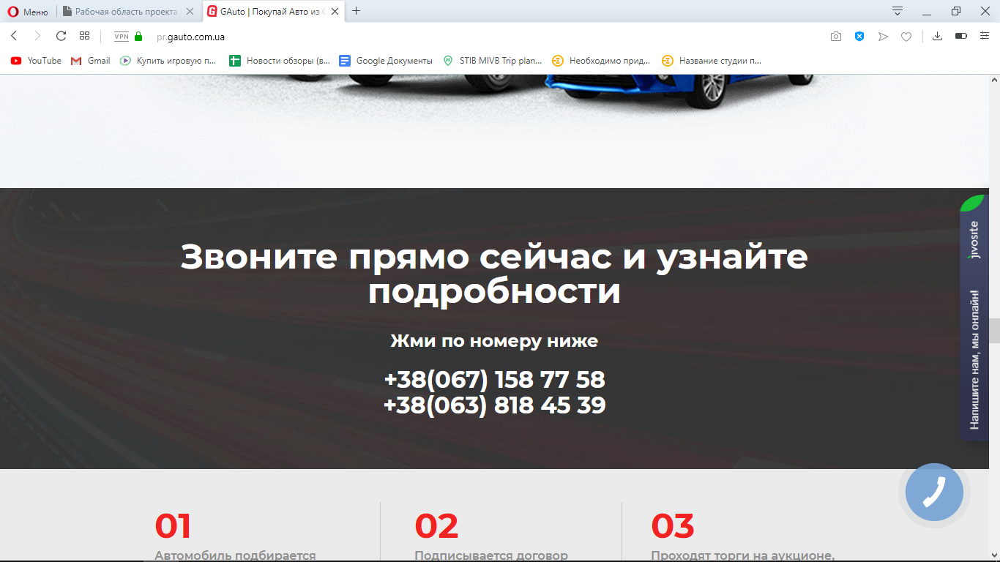 Меню
Рабочая область проекта
GAuto | Покупай Авто из
VPN
pr.gauto.com.ua
YouTube
Gmail
Купить игровую п...
Новости обзоры (в...
Google Документы
STIB MIVB Trip plan...
Необходимо прид...
Название студии п...
Звоните прямо сейчас и узнайте
подробности
Жми по номеру ниже
+38(067) 158 77 58
+38(063) 818 45 39
jivosite
Напишите нам, мы онлайн!
01
02
03
Автомобиль подбирается
Подписывается договор
Проходят торги на аукционе,